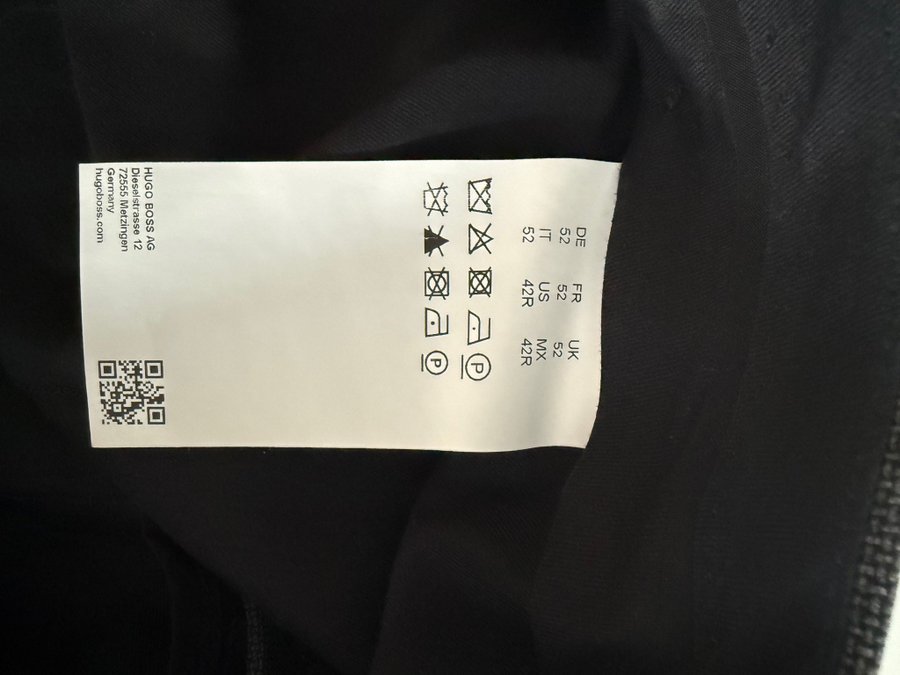 DE FR UK
52 52 52
IT US MX
52 42R 42R
P
P
HUGO BOSS AG
Dieselstrasse 12
72555 Metzingen
Germany
hugoboss.com